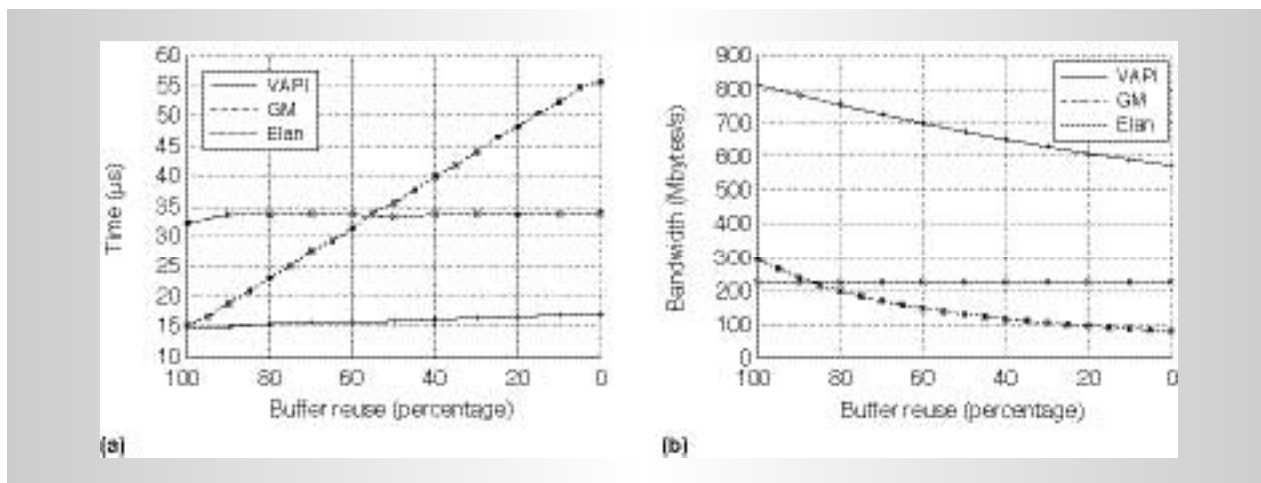 60
55
50
45
40
35
30
25
20
15
10
Time (µs)
VAPI
GM
Elan
100 80 60 40 20 0
Buffer reuse (percentage)
(a)
900
800
700
600
500
400
300
200
100
0
Bandwidth (Mbytes/s)
VAPI
GM
Elan
100 80 60 40 20 0
Buffer reuse (percentage)
(b)